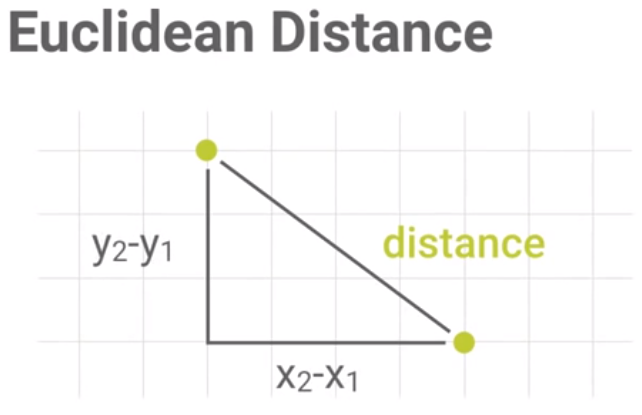 Euclidean Distance
y₂-y₁
distance
x₂-x₁